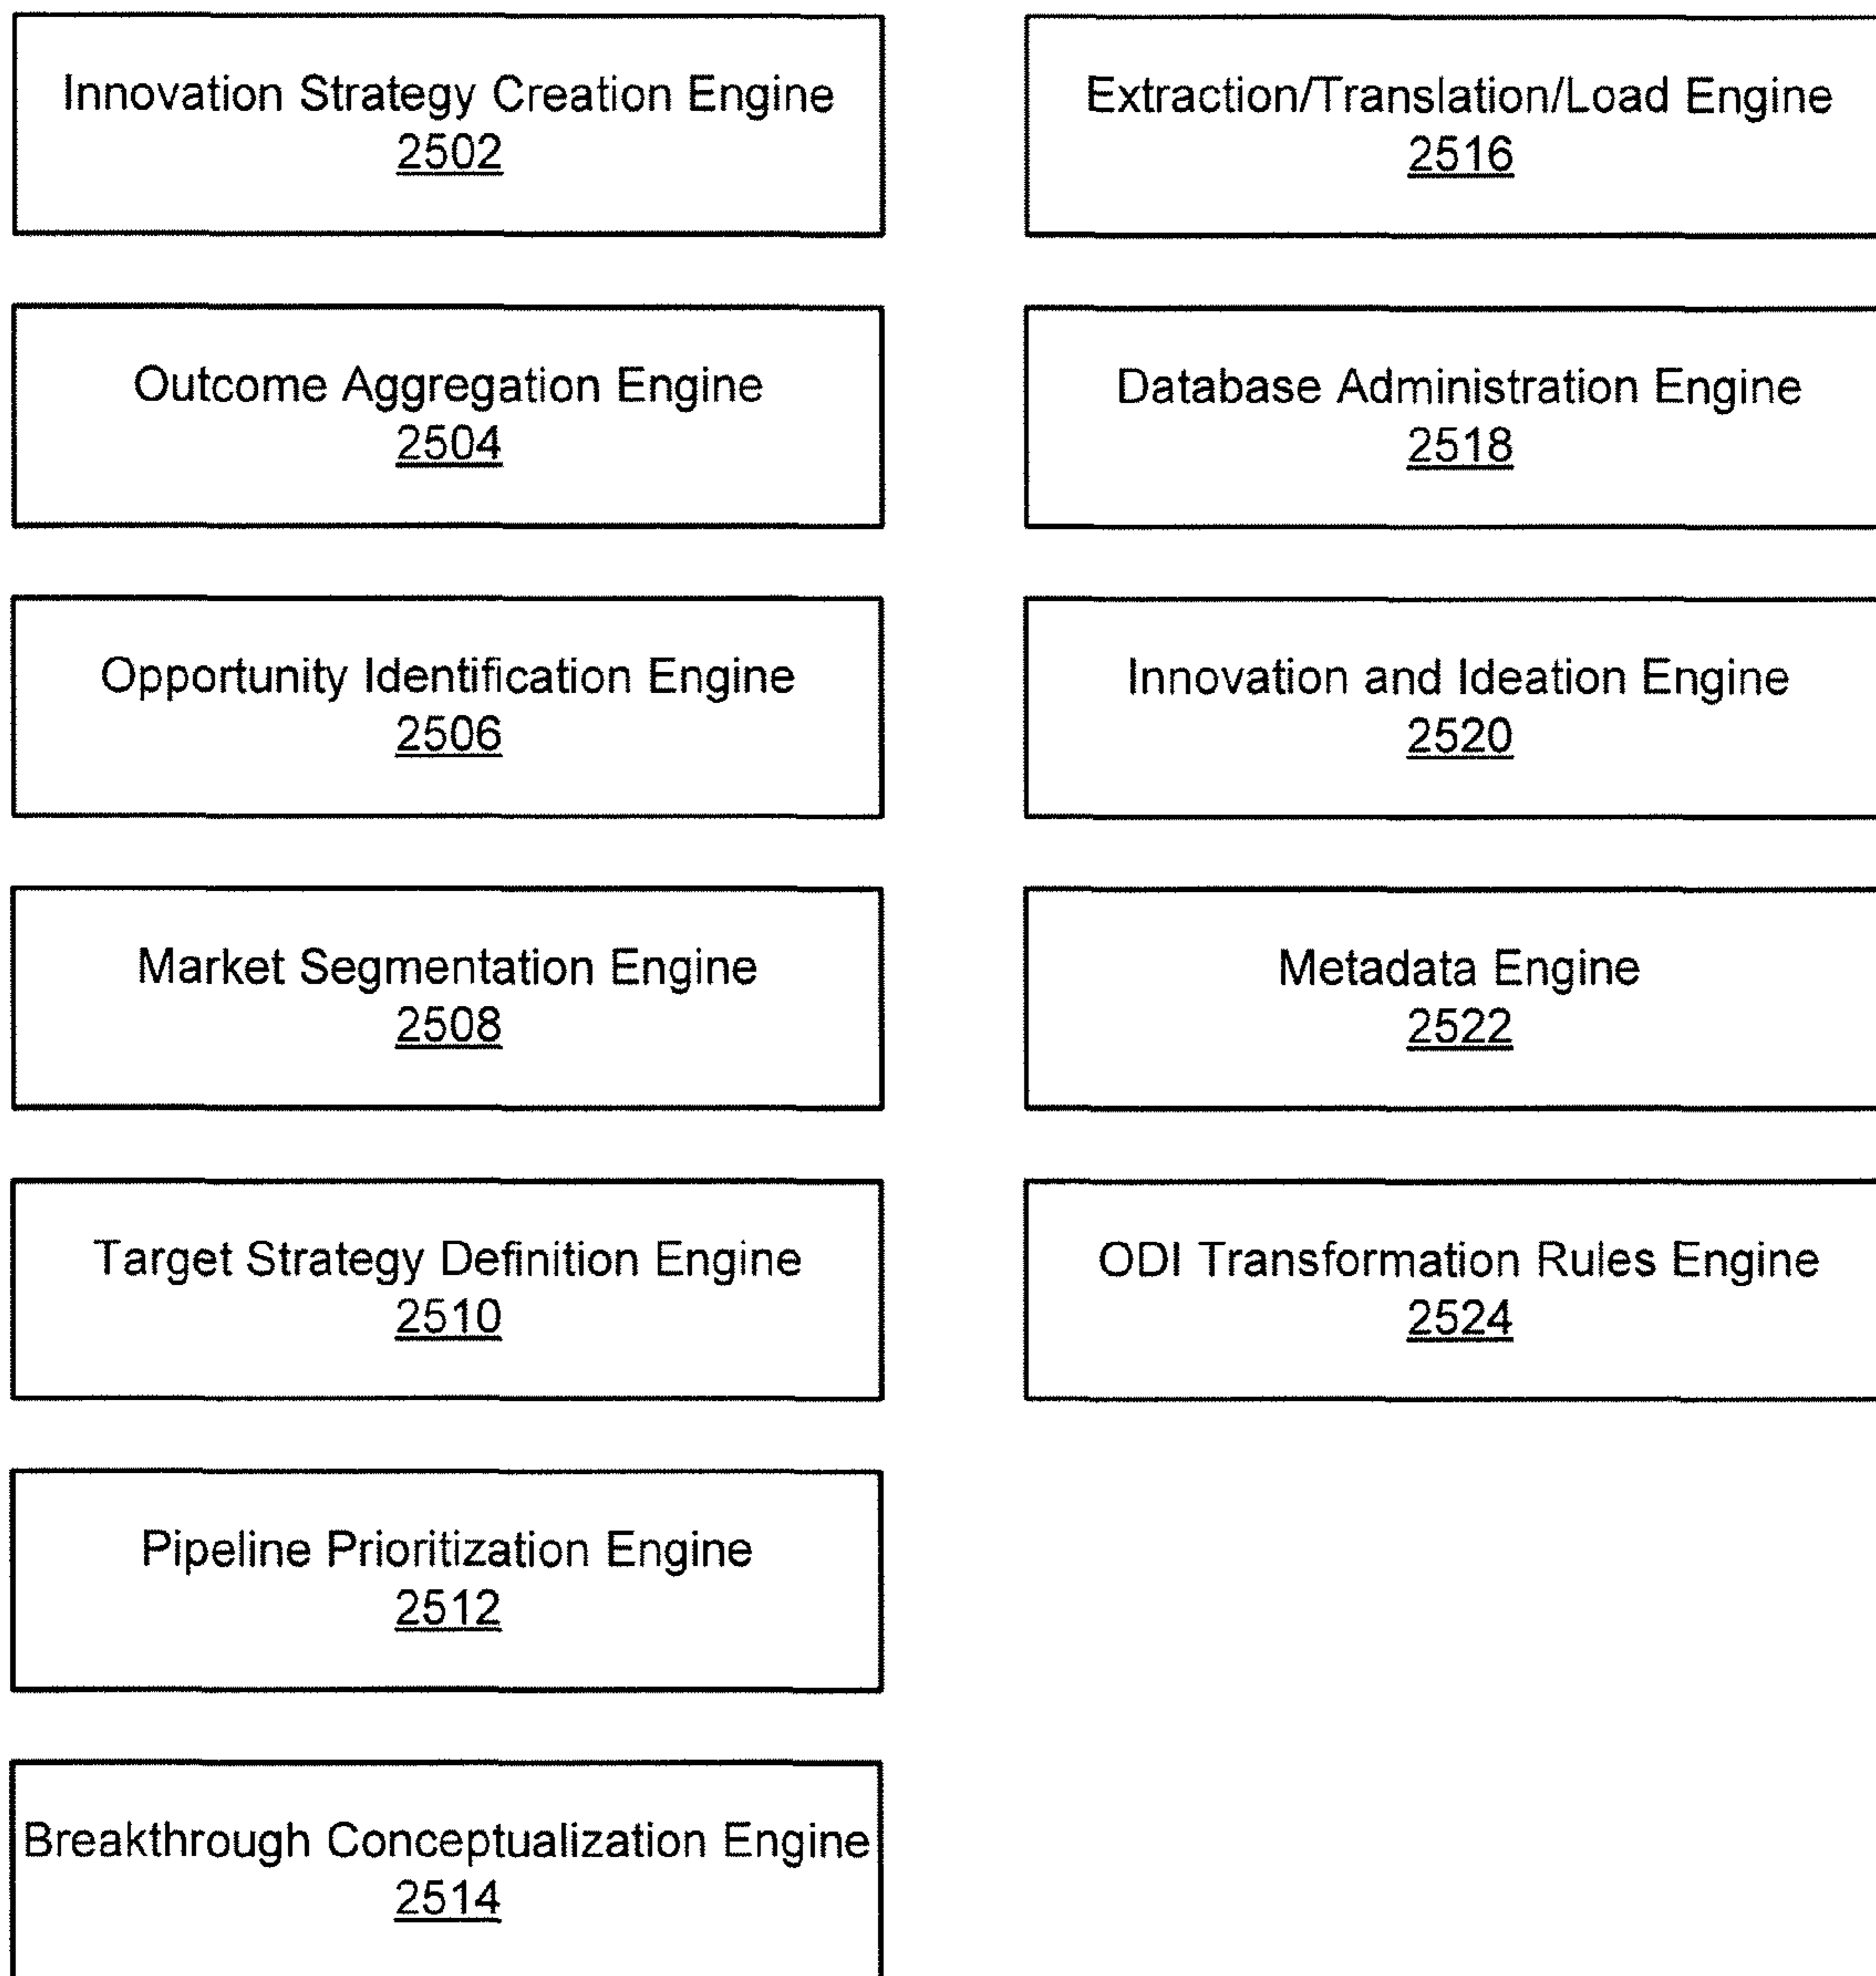 Innovation Strategy Creation Engine
2502
Outcome Aggregation Engine
2504
Opportunity Identification Engine
2506
Market Segmentation Engine
2508
Target Strategy Definition Engine
2510
Pipeline Prioritization Engine
2512
Breakthrough Conceptualization Engine
2514
Extraction/Translation/Load Engine
2516
Database Administration Engine
2518
Innovation and Ideation Engine
2520
Metadata Engine
2522
ODI Transformation Rules Engine
2524